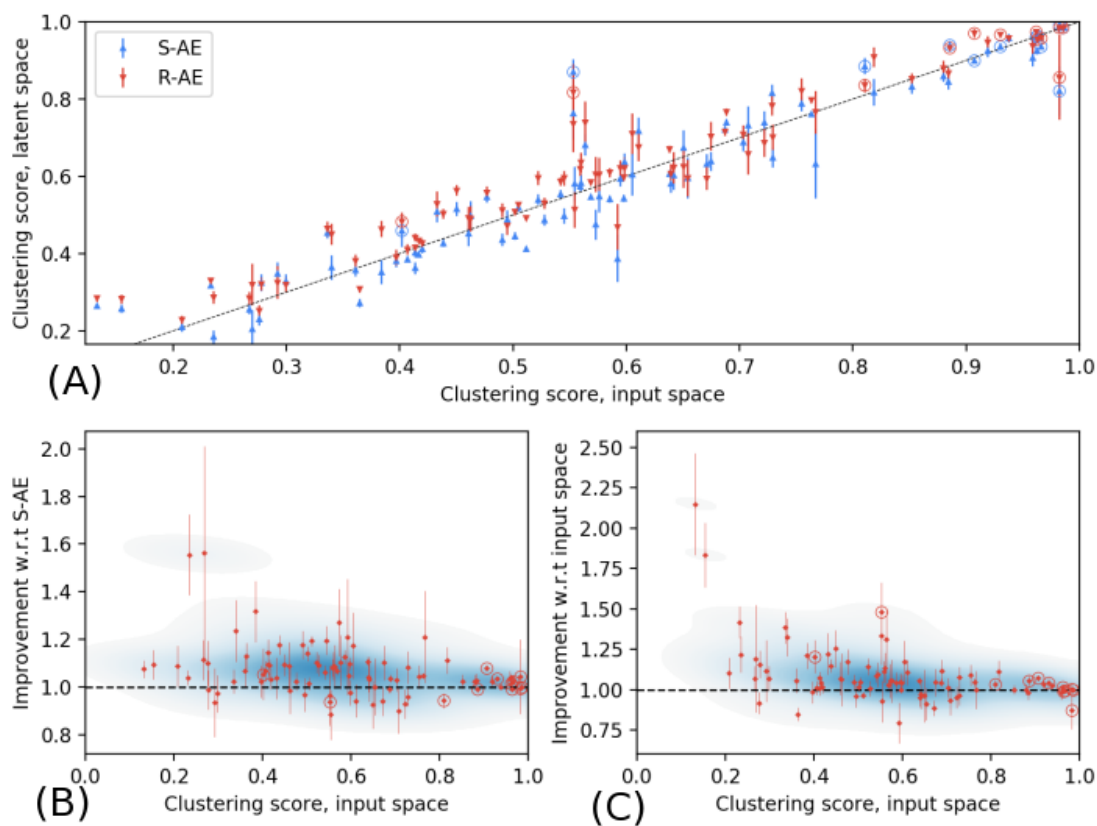 1.0
0.8
0.6
0.4
0.2
Clustering score, latent space
S-AE
R-AE
0.2 0.3 0.4 0.5 0.6 0.7 0.8 0.9 1.0
Clustering score, input space
(A)
2.0
1.8
1.6
1.4
1.2
1.0
0.8
Improvement w.r.t S-AE
0.0 0.2 0.4 0.6 0.8 1.0
Clustering score, input space
(B)
2.50
2.25
2.00
1.75
1.50
1.25
1.00
0.75
Improvement w.r.t input space
0.0 0.2 0.4 0.6 0.8 1.0
Clustering score, input space
(C)